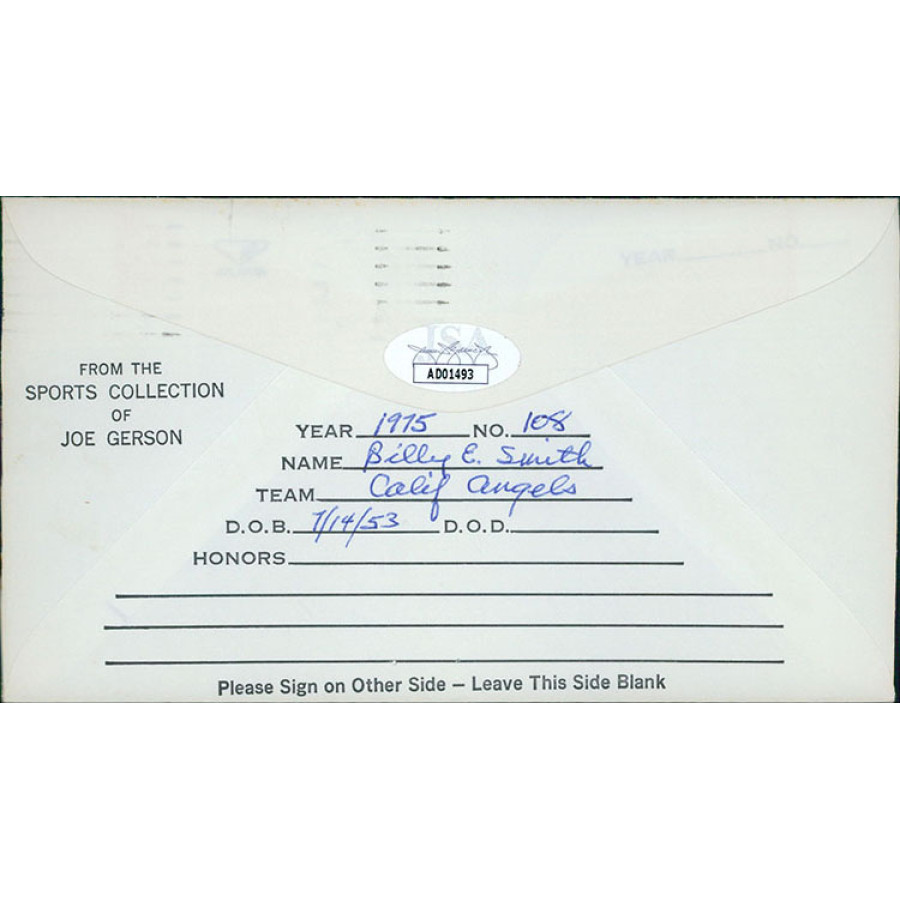 JSA
AD01493
FROM THE
SPORTS COLLECTION
OF
JOE GERSON
YEAR 1975 NO. 108
NAME Billy E. Smith
TEAM Calif Angels
D.O.B. 7/14/53 D.O.D.
HONORS
Please Sign on Other Side – Leave This Side Blank